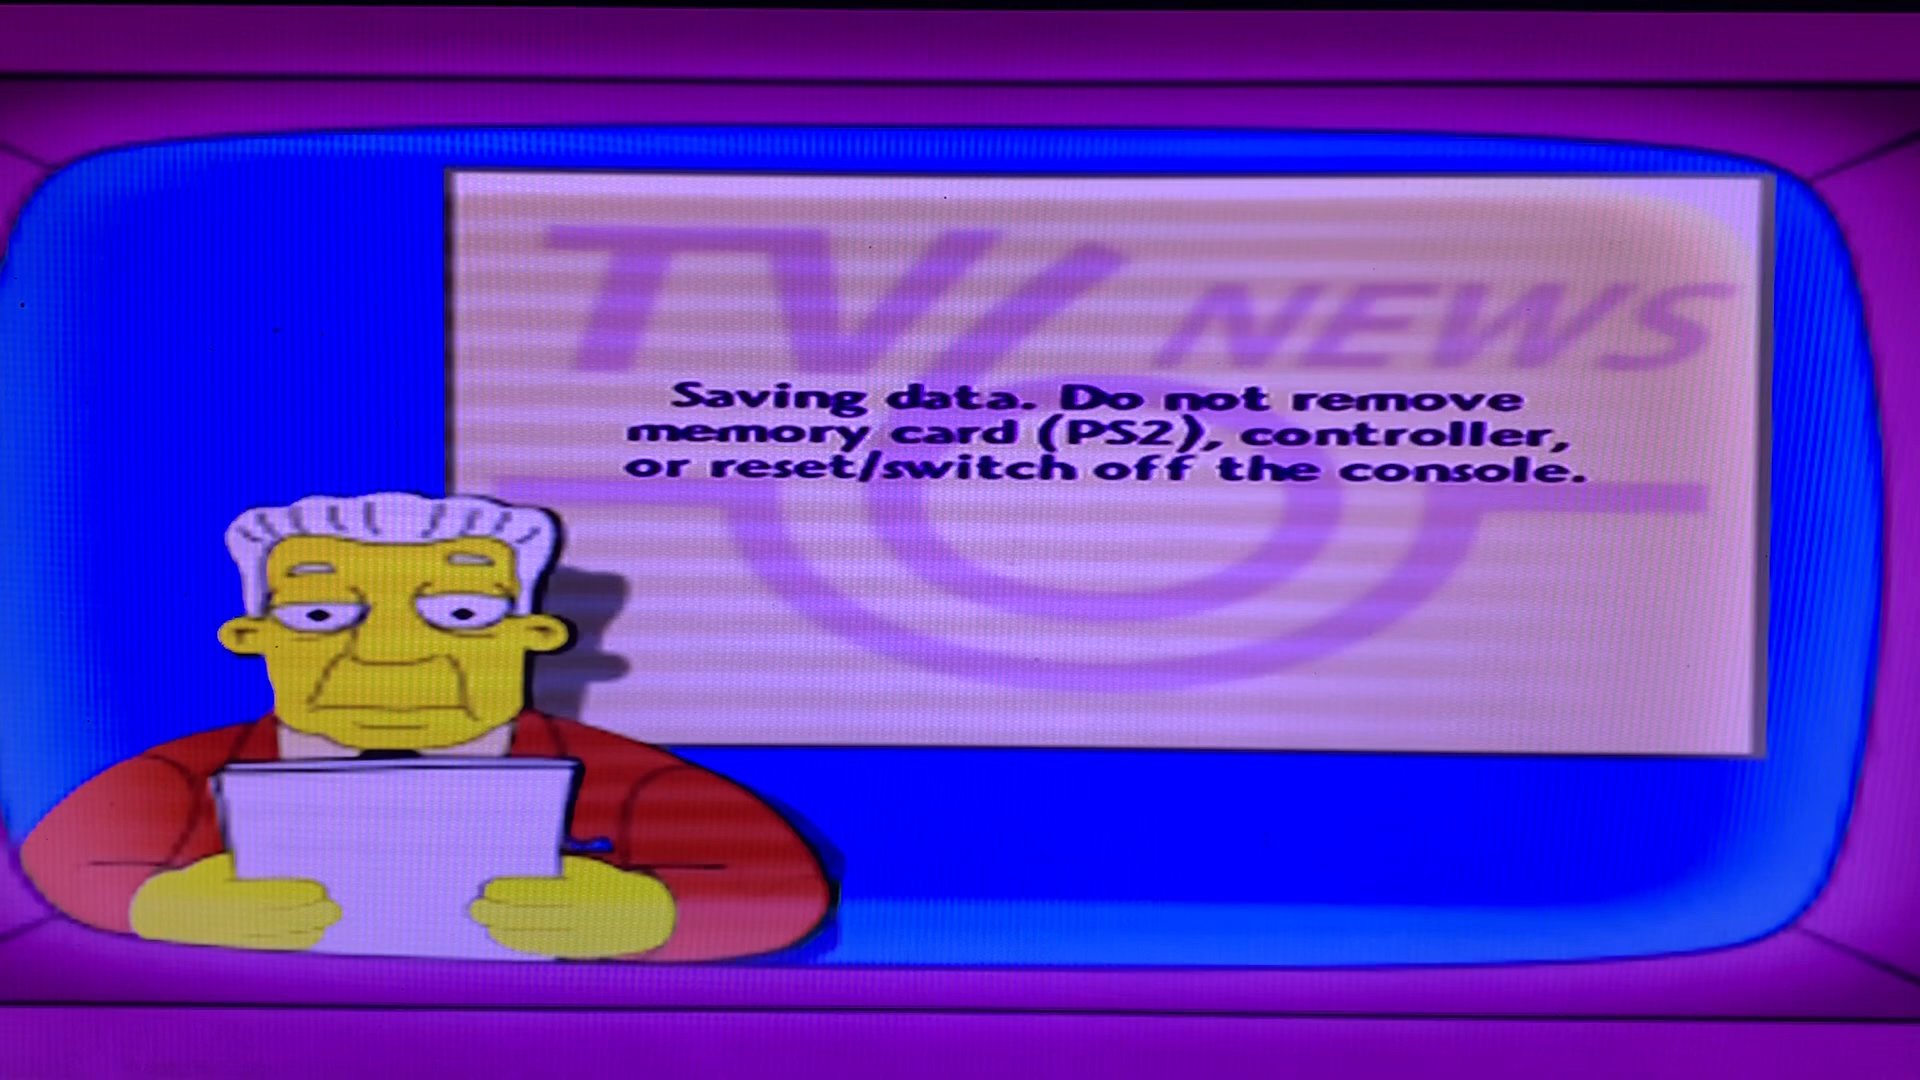 TV/ NEWS
Saving data. Do not remove
memory card (PS2), controller,
or reset/switch off the console.